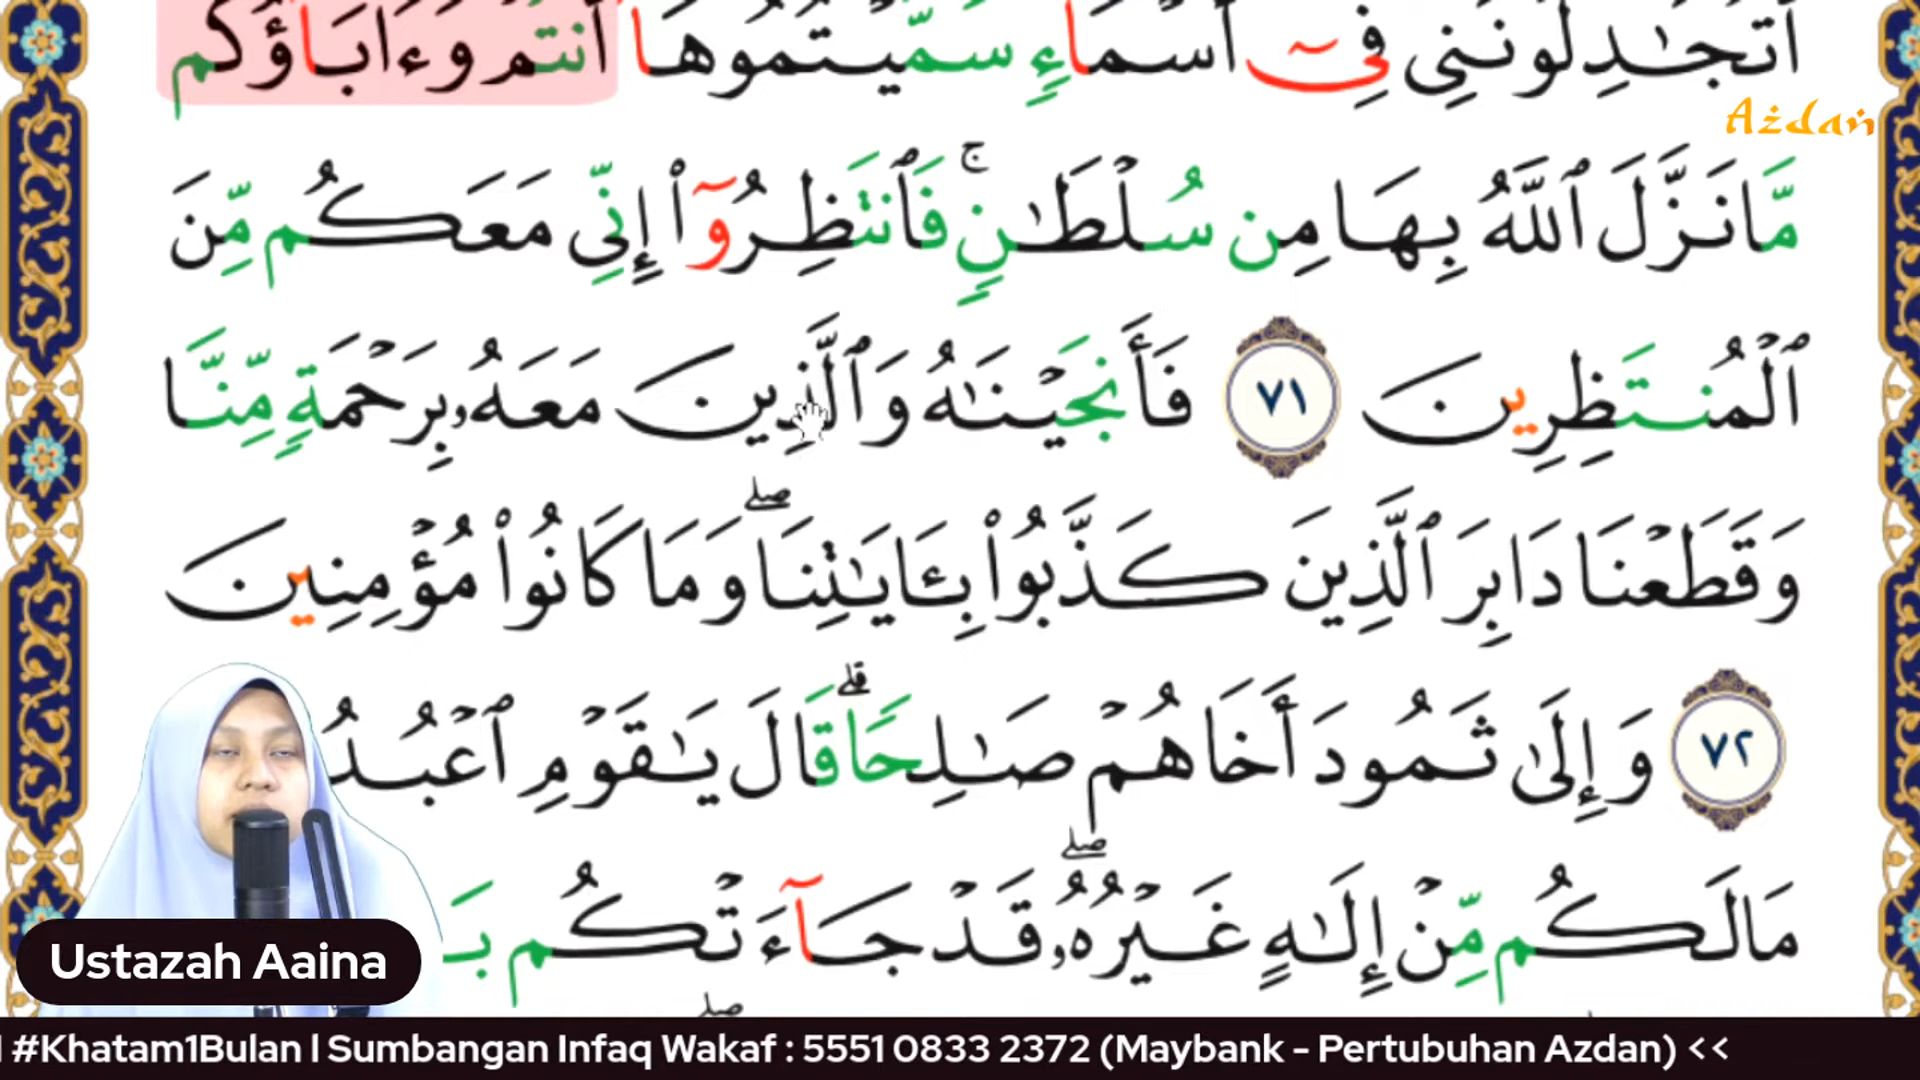 أَتُجَٰدِلُونَنِى فِىٓ أَسْمَآءٍ سَمَّيْتُمُوهَآ أَنتُمْ وَءَابَآؤُكُم
Aždań
مَّا نَزَّلَ ٱللَّهُ بِهَا مِن سُلْطَٰنٍ ۚ فَٱنتَظِرُوٓا۟ إِنِّى مَعَكُم مِّنَ
ٱلْمُنتَظِرِينَ ٧١ فَأَنجَيْنَٰهُ وَٱلَّذِينَ مَعَهُۥ بِرَحْمَةٍ مِّنَّا
وَقَطَعْنَا دَابِرَ ٱلَّذِينَ كَذَّبُوا۟ بِـَٔايَٰتِنَا ۖ وَمَا كَانُوا۟ مُؤْمِنِينَ
٧٢ وَإِلَىٰ ثَمُودَ أَخَاهُمْ صَٰلِحًا ۗ قَالَ يَٰقَوْمِ ٱعْبُدُ
مَا لَكُم مِّنْ إِلَٰهٍ غَيْرُهُۥ ۖ قَدْ جَآءَتْكُم بَ
Ustazah Aaina
#Khatam1Bulan | Sumbangan Infaq Wakaf : 5551 0833 2372 (Maybank - Pertubuhan Azdan) <<